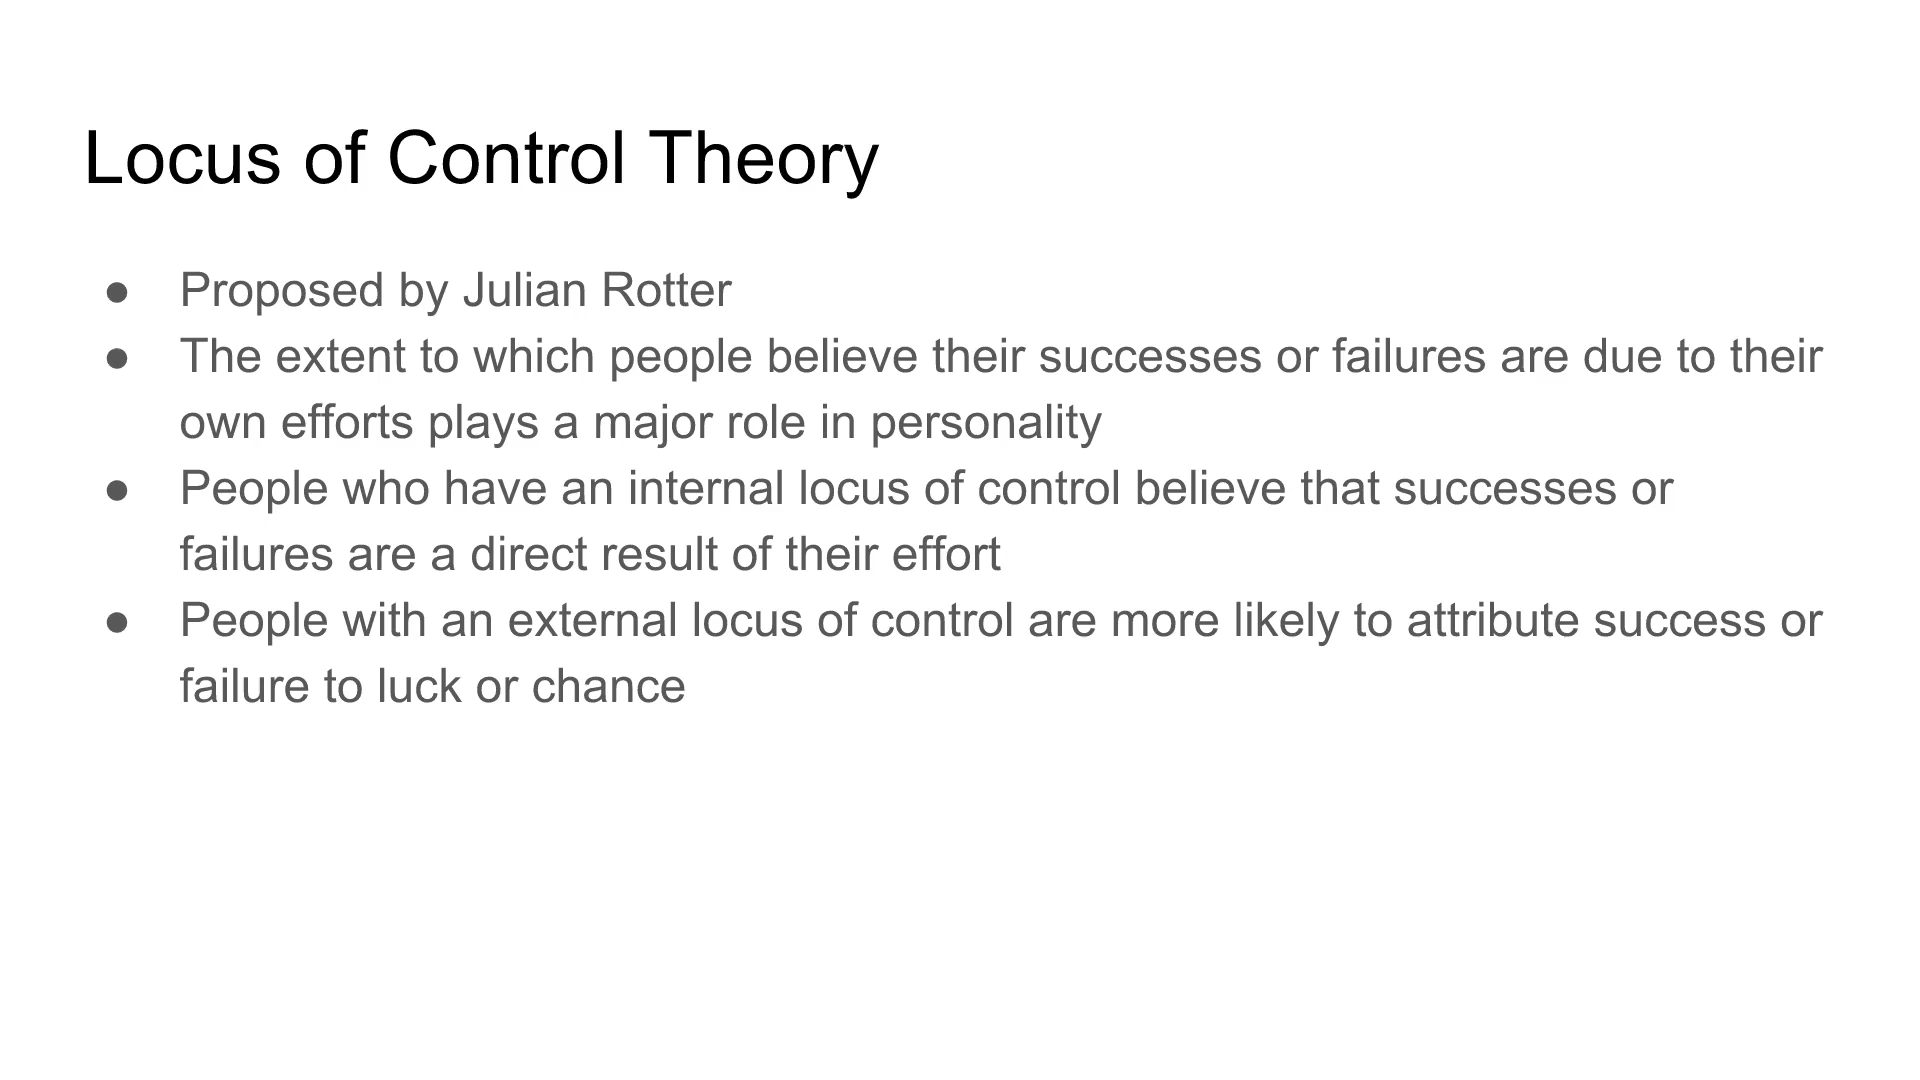 Locus of Control Theory
● Proposed by Julian Rotter
● The extent to which people believe their successes or failures are due to their
own efforts plays a major role in personality
● People who have an internal locus of control believe that successes or
failures are a direct result of their effort
● People with an external locus of control are more likely to attribute success or
failure to luck or chance